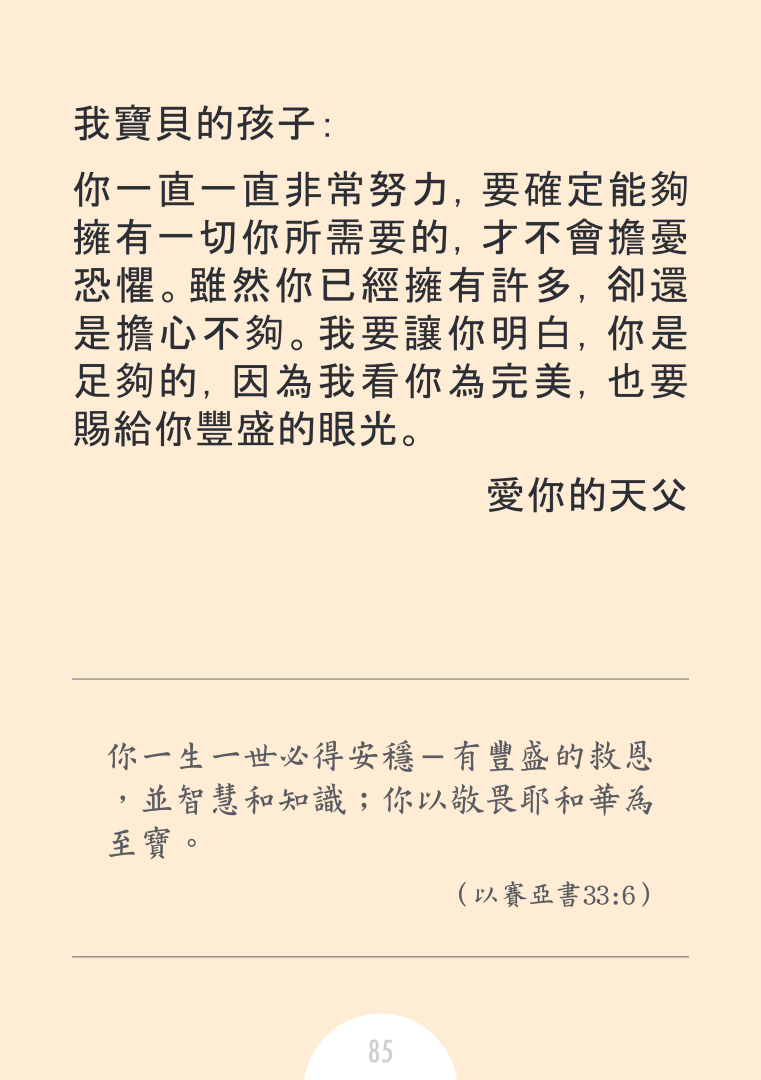 我寶貝的孩子：
你一直一直非常努力，要確定能夠
擁有一切你所需要的，才不會擔憂
恐懼。雖然你已經擁有許多，卻還
是擔心不夠。我要讓你明白，你是
足夠的，因為我看你為完美，也要
賜給你豐盛的眼光。
愛你的天父
你一生一世必得安穩－有豐盛的救恩
，並智慧和知識；你以敬畏耶和華為
至寶。
（以賽亞書33:6）
85